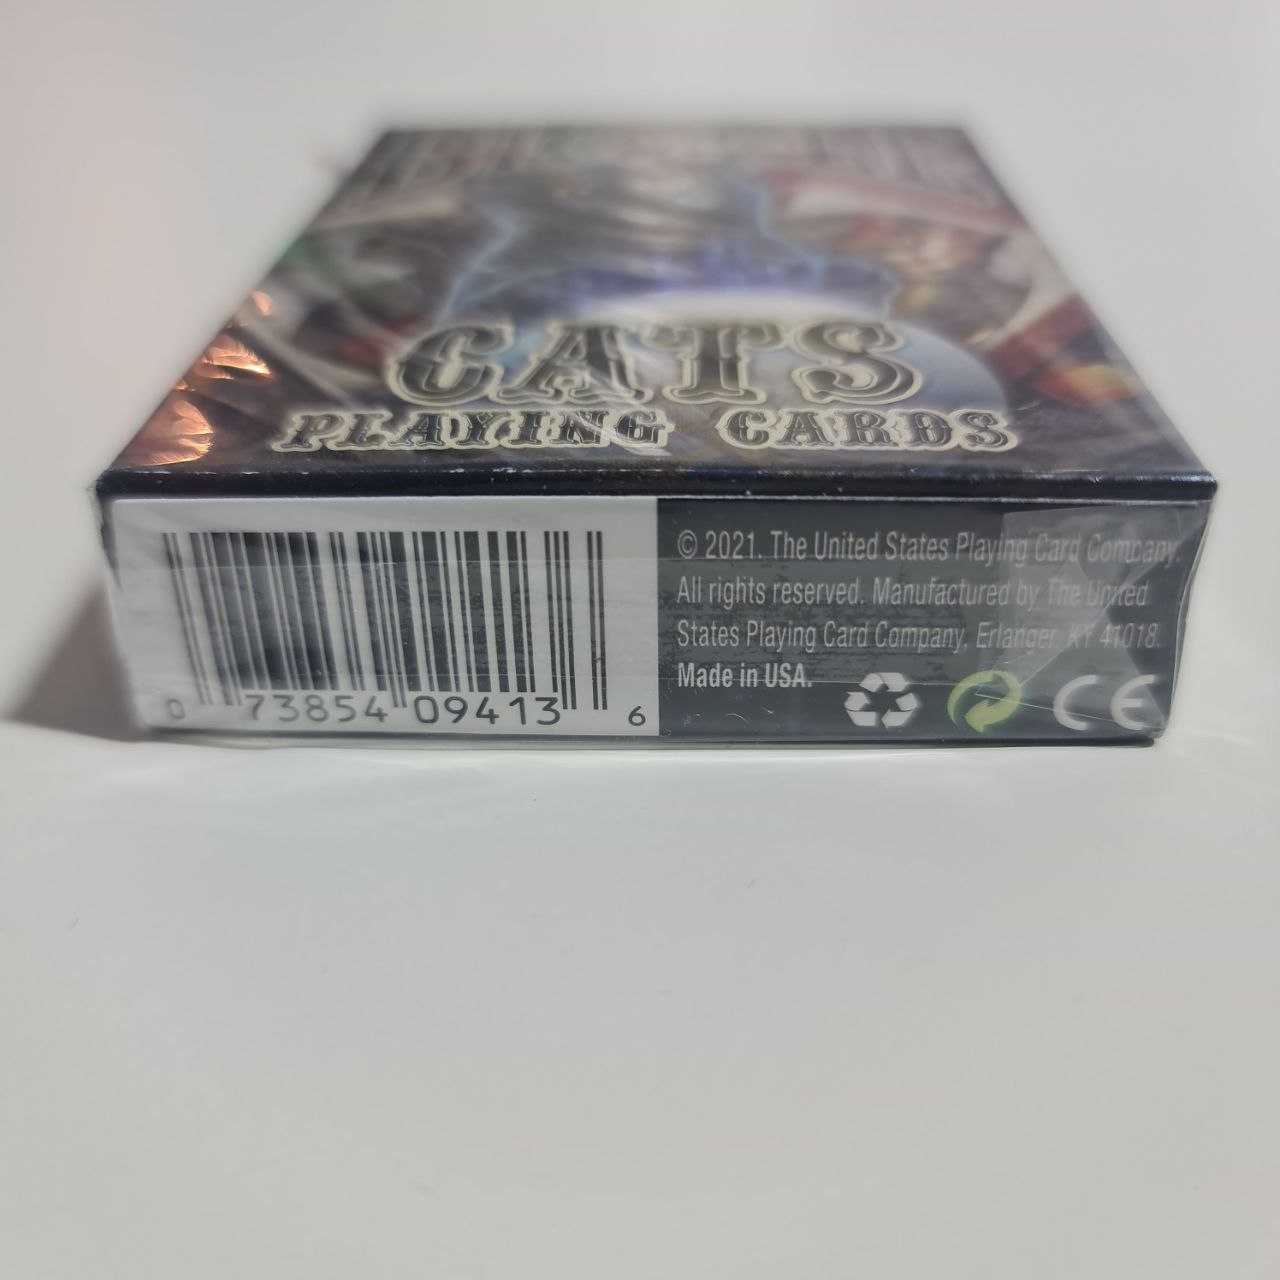 CATS
PLAYING CARDS
0 73854 09413 6
© 2021. The United States Playing Card Company.
All rights reserved. Manufactured by The United
States Playing Card Company, Erlanger, KY 41018.
Made in USA.
CE